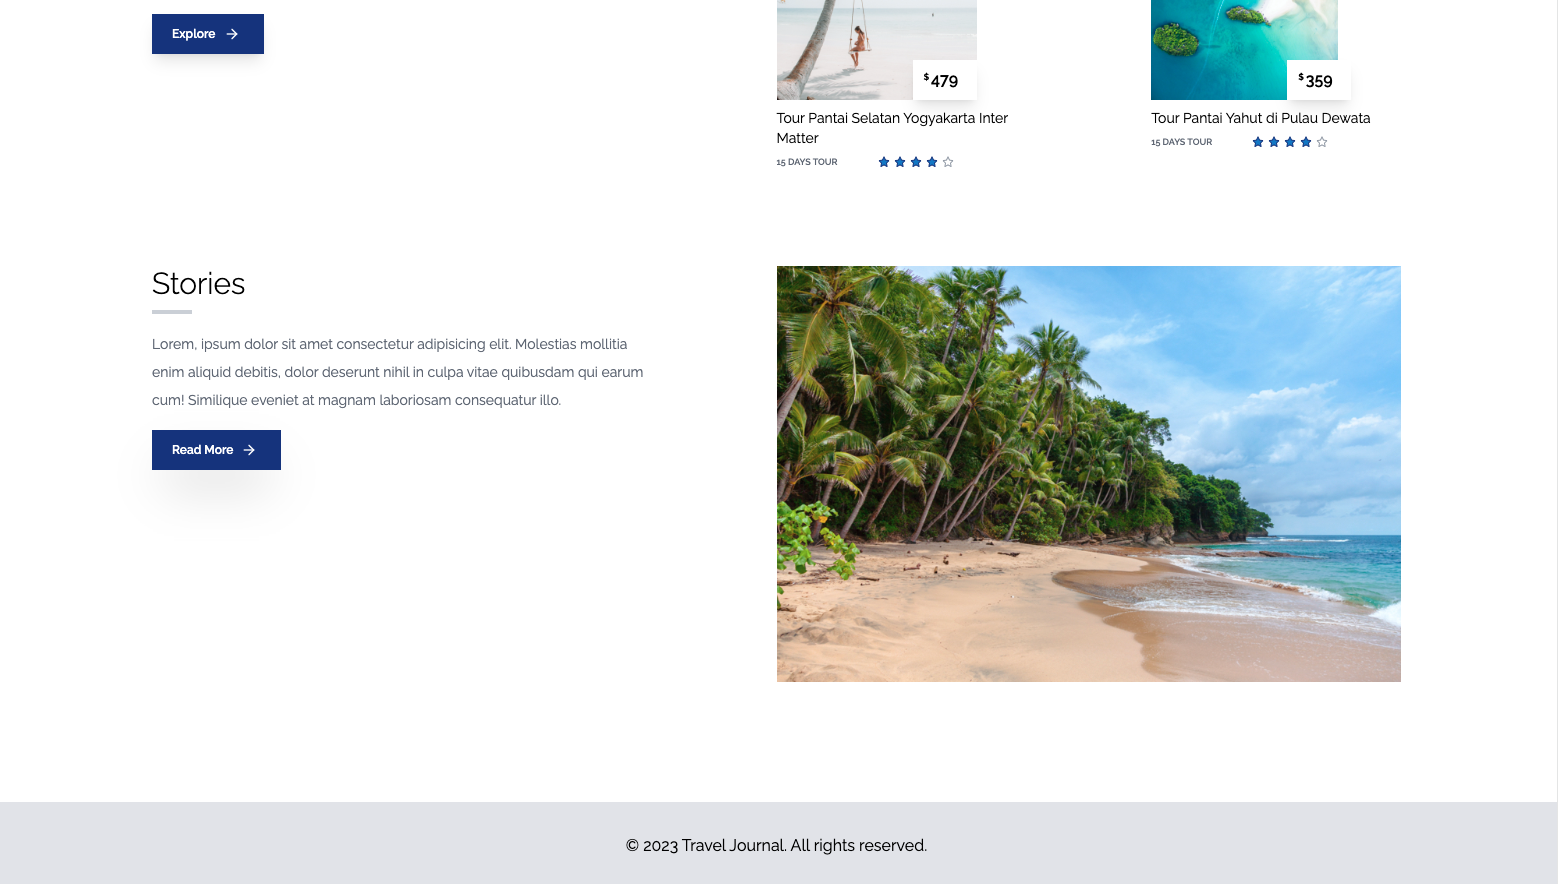 Explore
$479
$359
Tour Pantai Selatan Yogyakarta Inter
Matter
15 DAYS TOUR
Tour Pantai Yahut di Pulau Dewata
15 DAYS TOUR
Stories
Lorem, ipsum dolor sit amet consectetur adipisicing elit. Molestias mollitia
enim aliquid debitis, dolor deserunt nihil in culpa vitae quibusdam qui earum
cum! Similique eveniet at magnam laboriosam consequatur illo.
Read More
© 2023 Travel Journal. All rights reserved.